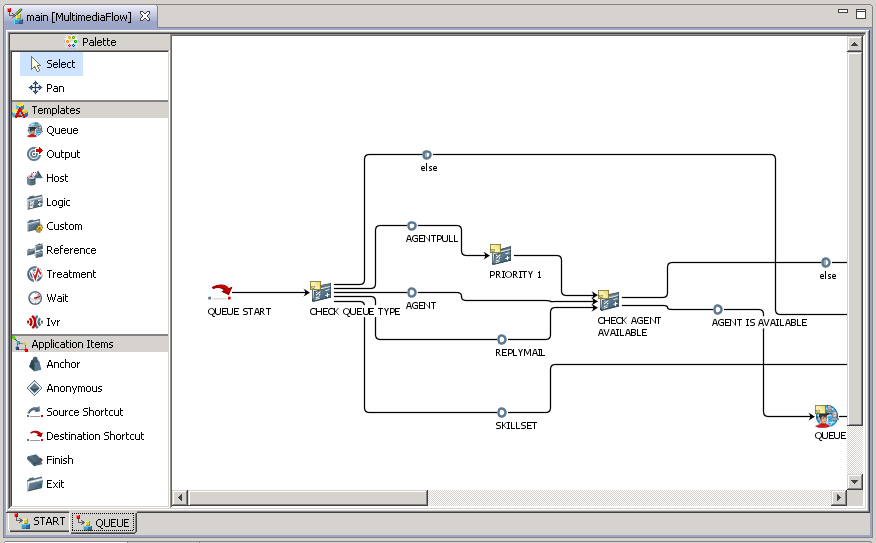 main [MultimediaFlow]
Palette
Select
Pan
Templates
Queue
Output
Host
Logic
Custom
Reference
Treatment
Wait
Ivr
Application Items
Anchor
Anonymous
Source Shortcut
Destination Shortcut
Finish
Exit
else
AGENTPULL
PRIORITY 1
else
QUEUE START
CHECK QUEUE TYPE
AGENT
CHECK AGENT
AVAILABLE
AGENT IS AVAILABLE
REPLYMAIL
SKILLSET
QUEUE
START
QUEUE